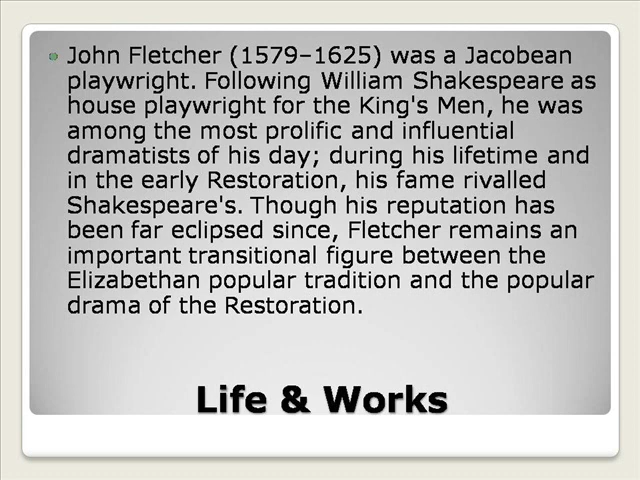 John Fletcher (1579–1625) was a Jacobean
playwright. Following William Shakespeare as
house playwright for the King's Men, he was
among the most prolific and influential
dramatists of his day; during his lifetime and
in the early Restoration, his fame rivalled
Shakespeare's. Though his reputation has
been far eclipsed since, Fletcher remains an
important transitional figure between the
Elizabethan popular tradition and the popular
drama of the Restoration.
Life & Works